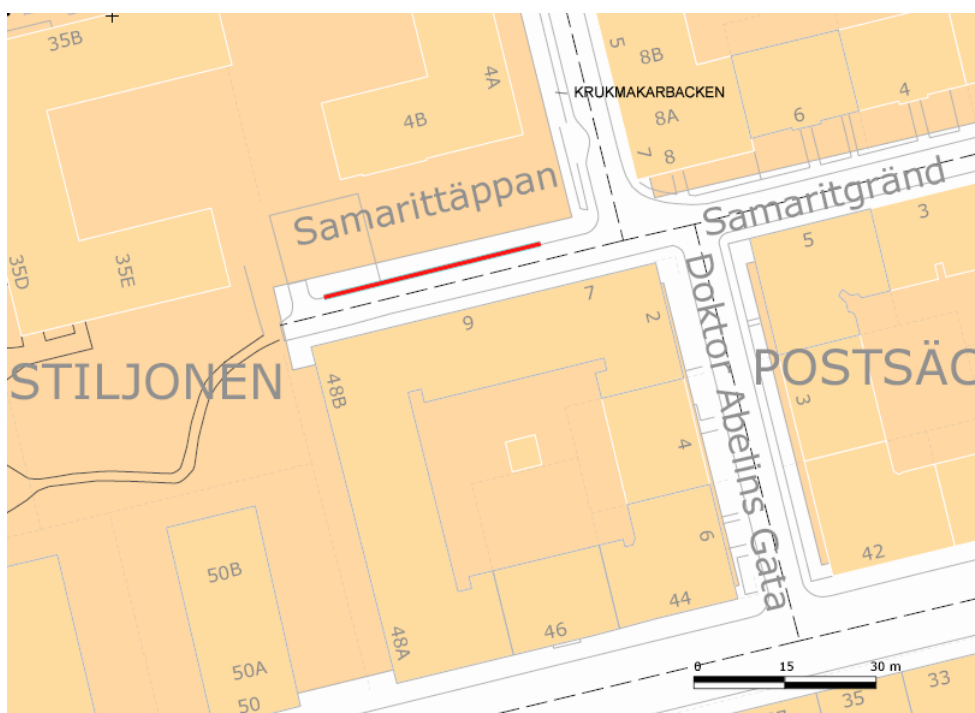 35B
4A
4B
5
8B
KRUKMAKARBACKEN
8A
6
4
7
8
Samarittäppan
Samaritgränd
35D
35E
5
3
9
7
2
Doktor Abelins Gata
STILJONEN
POSTSÄC
48B
3
4
6
50B
42
44
46
48A
50A
50
0 15 30 m
35
33